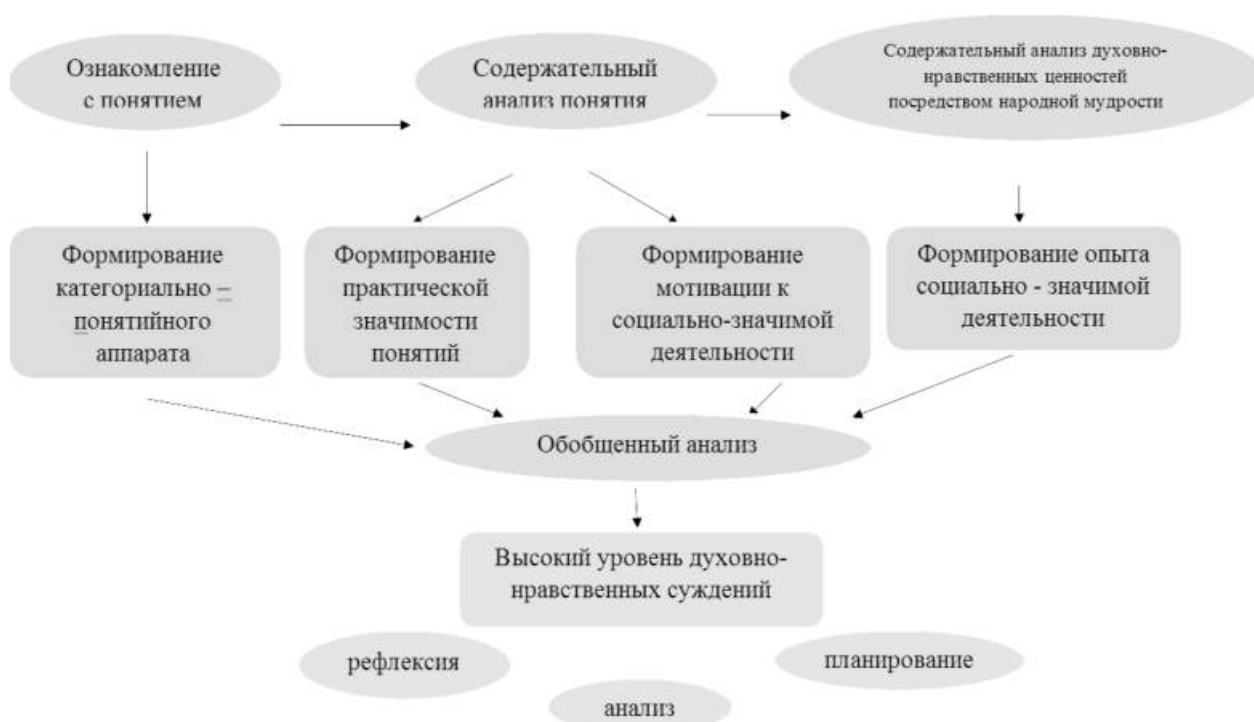 Ознакомление
с понятием
Содержательный
анализ понятия
Содержательный анализ духовно-
нравственных ценностей
посредством народной мудрости
Формирование
категориально –
понятийного
аппарата
Формирование
практической
значимости
понятий
Формирование
мотивации к
социально-значимой
деятельности
Формирование опыта
социально - значимой
деятельности
Обобщенный анализ
Высокий уровень духовно-
нравственных суждений
рефлексия
планирование
анализ